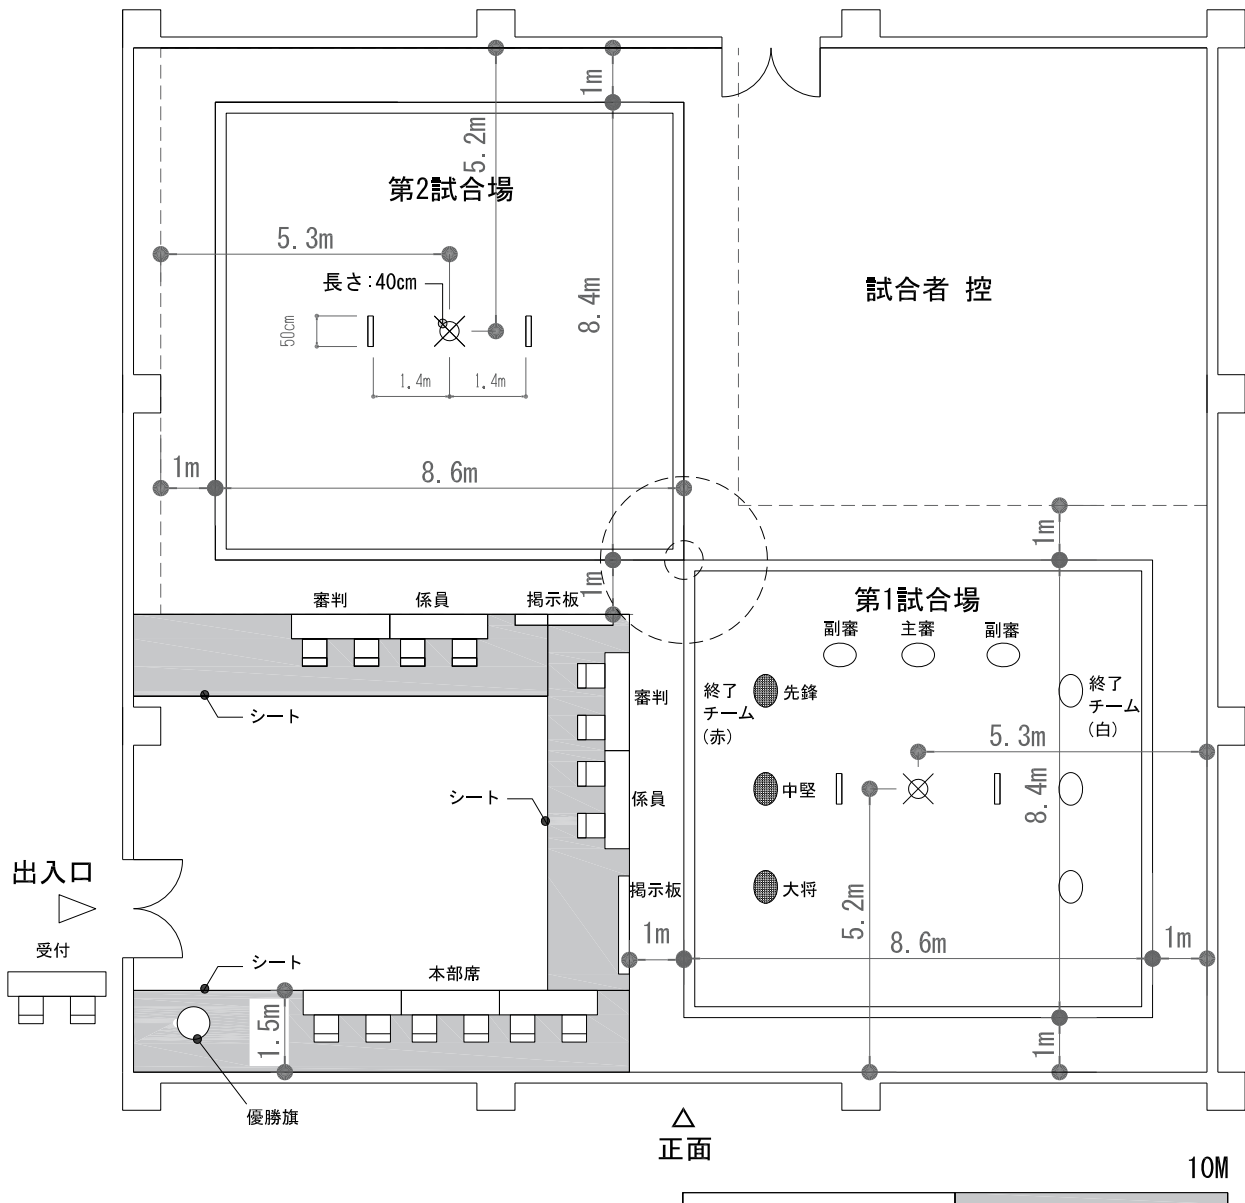 1m
5.2m
第2試合場
5.3m
長さ:40cm
8.4m
試合者 控
50cm
1.4m
1.4m
1m
8.6m
1m
1m
審判
係員
掲示板
第1試合場
副審
主審
副審
審判
終了
チーム
(赤)
先鋒
終了
チーム
(白)
シート
5.3m
シート
係員
中堅
8.4m
出入口
掲示板
大将
5.2m
受付
シート
本部席
1m
8.6m
1m
1.5m
1m
優勝旗
正面
10M